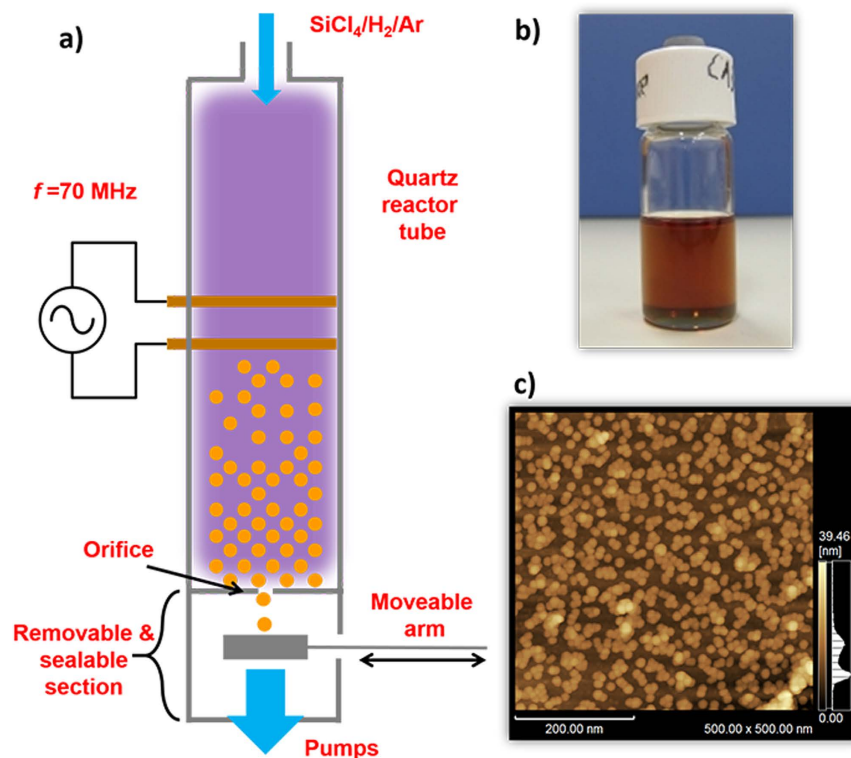 a)
SiCl₄/H₂/Ar
f =70 MHz
Quartz
reactor
tube
Orifice
Removable &
sealable
section
Moveable
arm
Pumps
b)
c)
39.46
[nm]
0.00
200.00 nm
500.00 x 500.00 nm